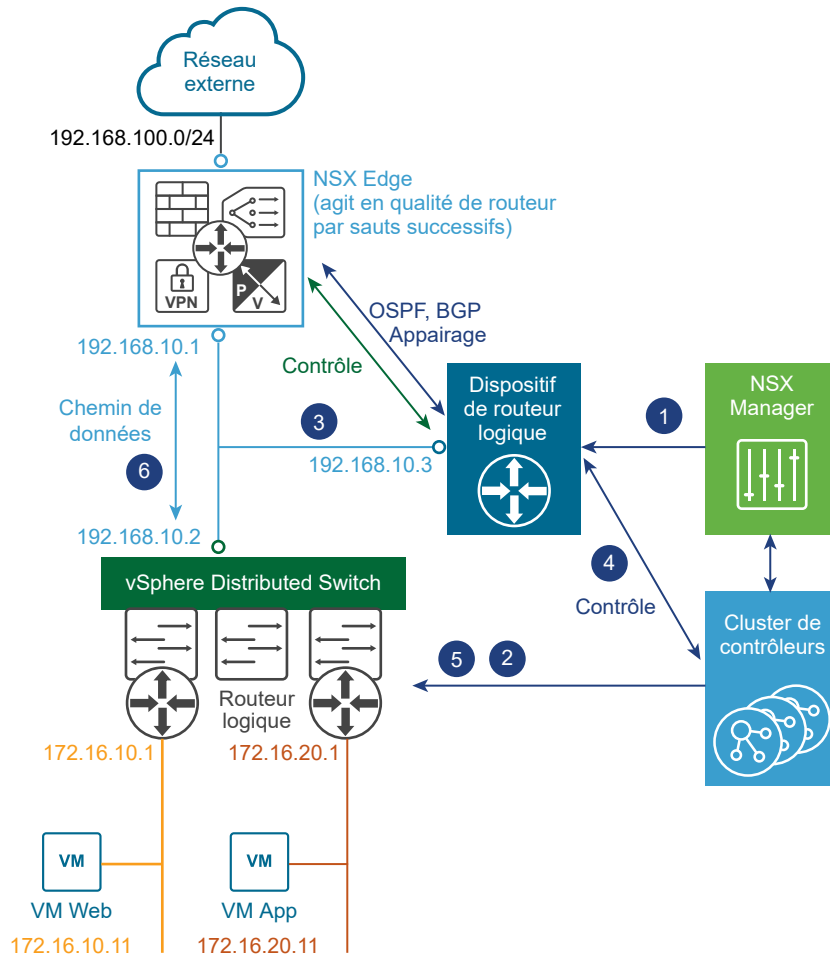 Réseau
externe
192.168.100.0/24
NSX Edge
(agit en qualité de routeur
par sauts successifs)
VPN
P
V
192.168.10.1
OSPF, BGP
Appairage
Contrôle
Chemin de
données
6
3
192.168.10.3
Dispositif
de routeur
logique
1
NSX
Manager
192.168.10.2
4
Contrôle
vSphere Distributed Switch
Cluster de
contrôleurs
5
2
Routeur
logique
172.16.10.1
172.16.20.1
VM
VM Web
172.16.10.11
VM
VM App
172.16.20.11